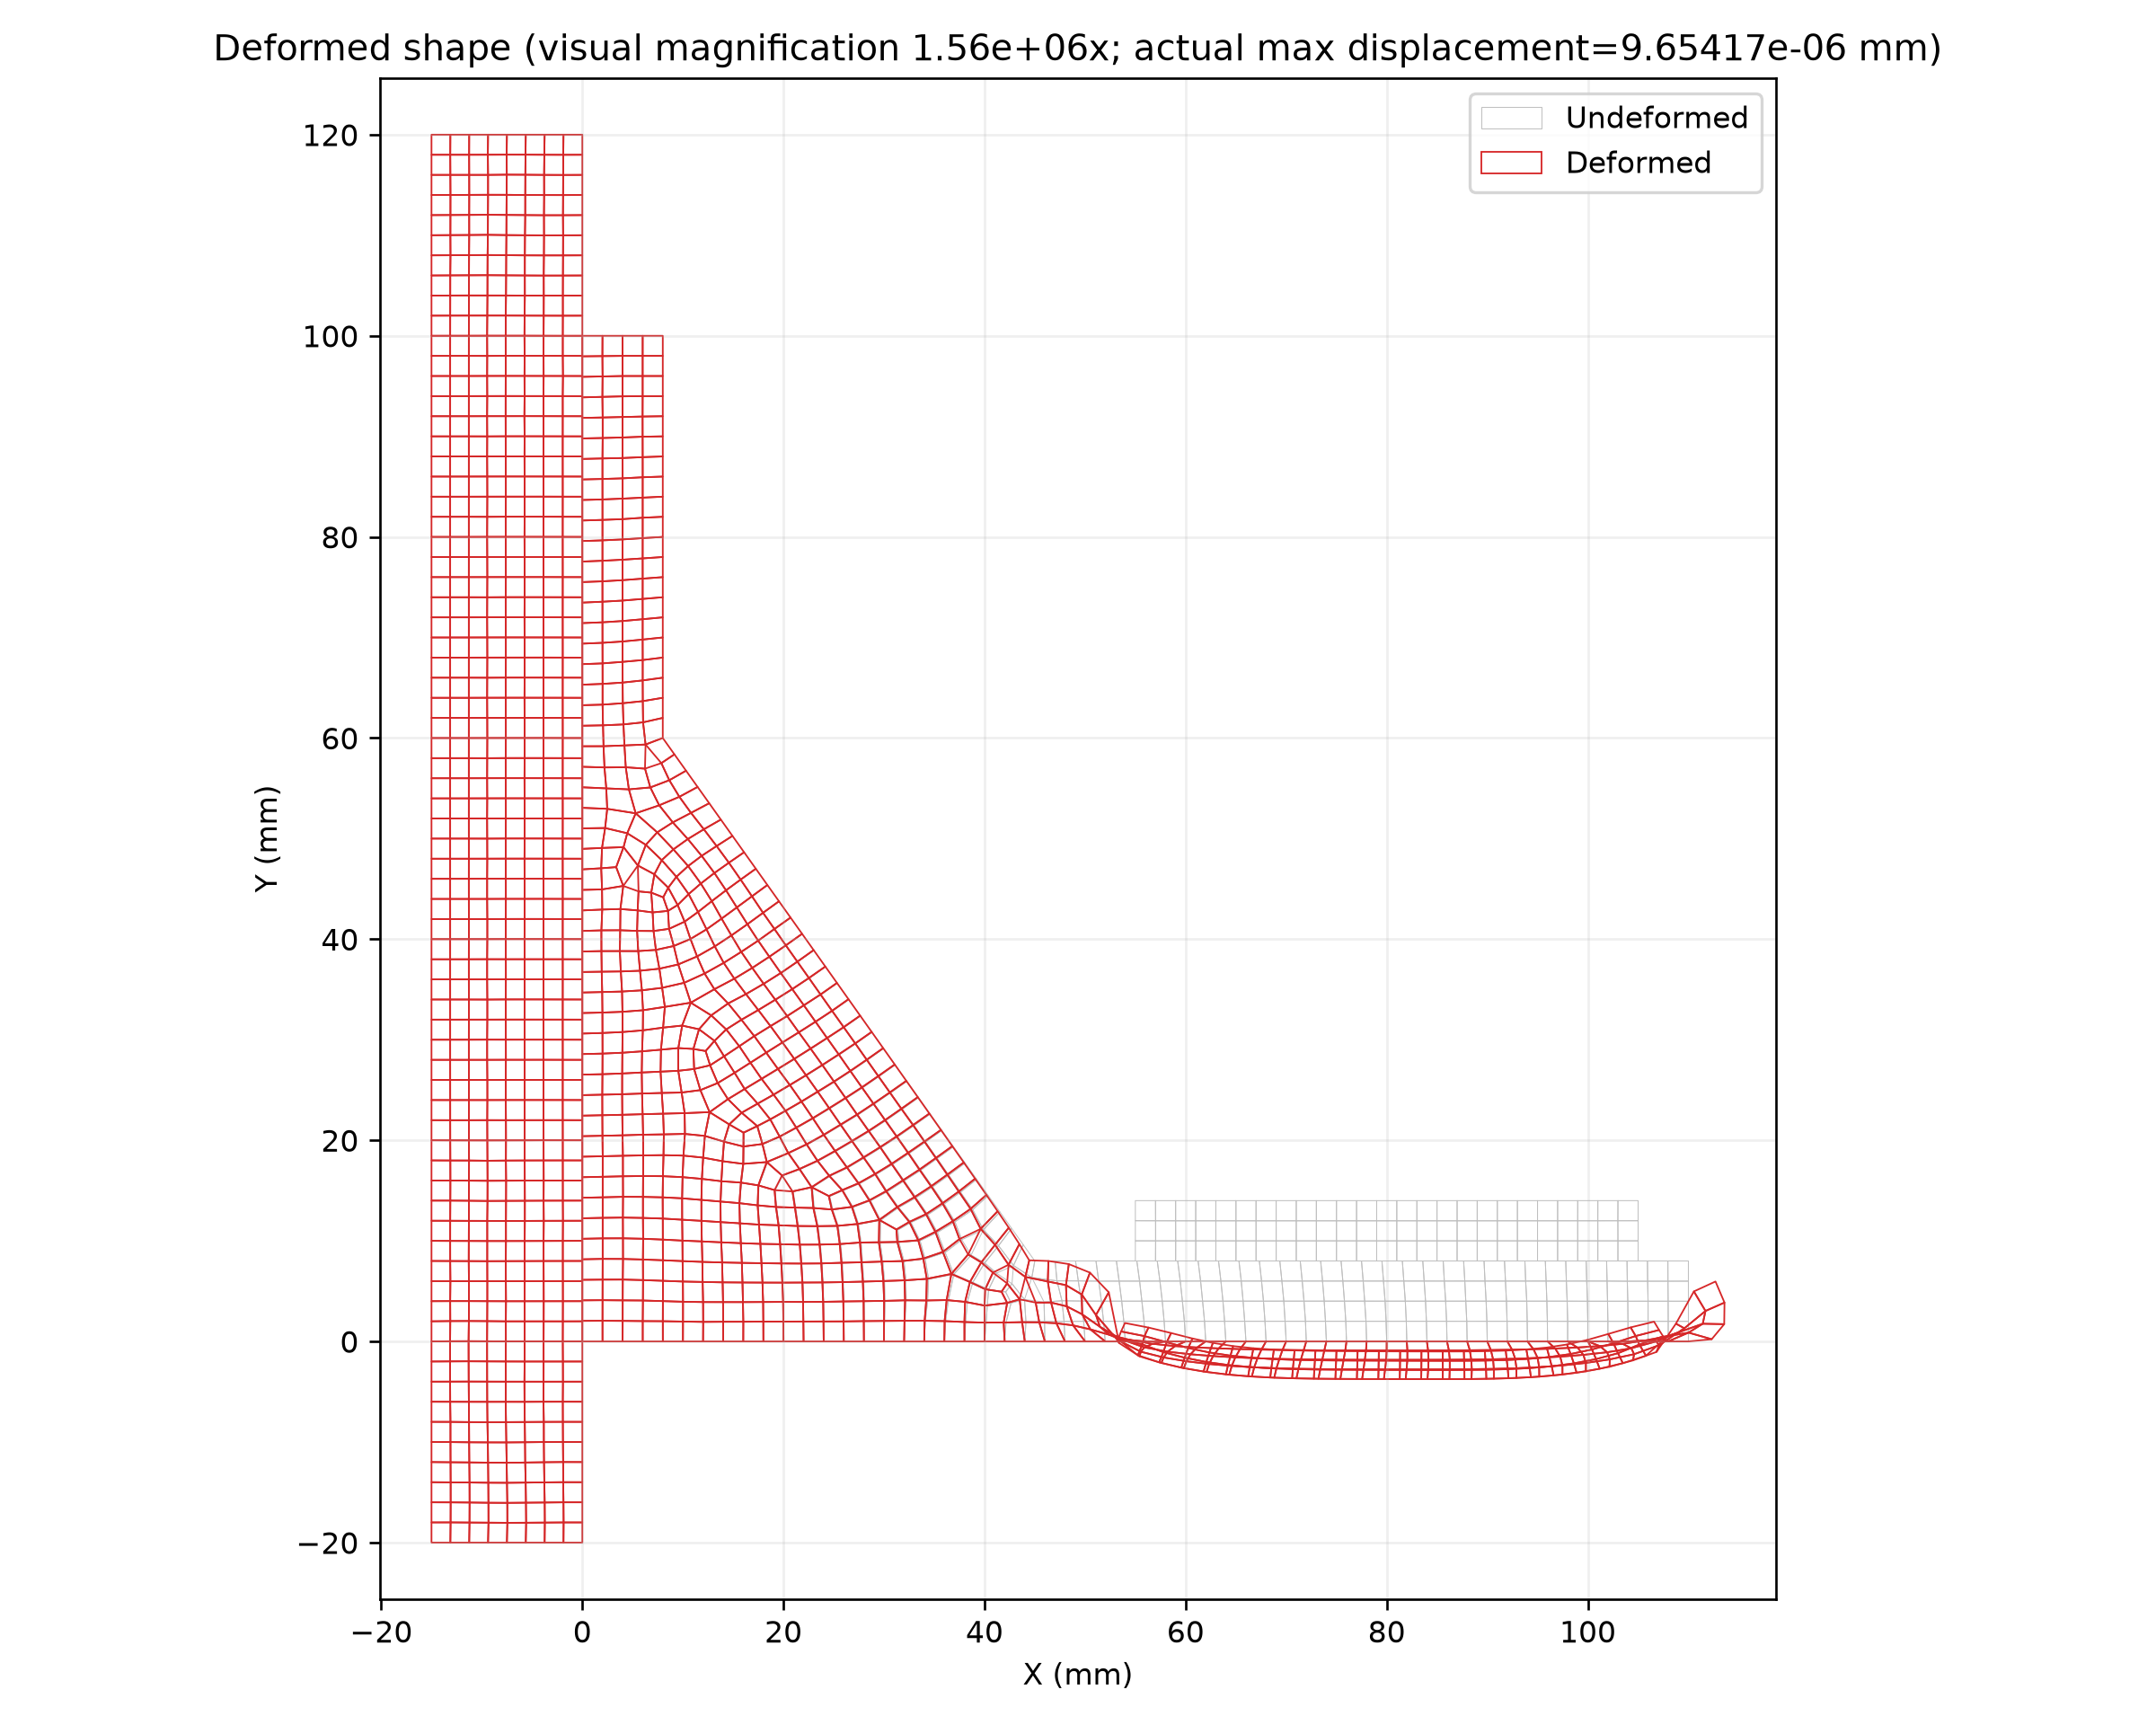 Deformed shape (visual magnification 1.56e+06x; actual max displacement=9.65417e-06 mm)
Undeformed
Deformed
120
100
80
60
40
20
0
−20
Y (mm)
−20 0 20 40 60 80 100
X (mm)